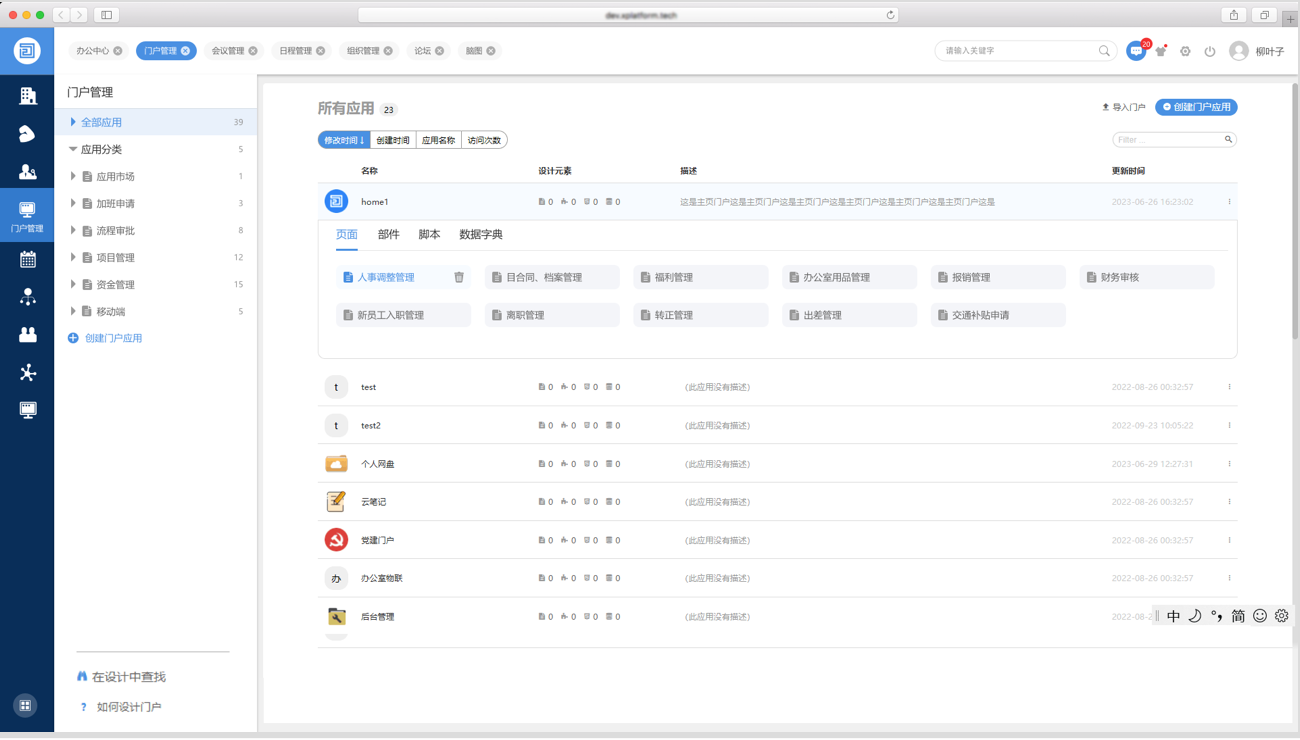 dev.xplatform.tech
办公中心
门户管理
会议管理
日程管理
组织管理
论坛
脑图
请输入关键字
20
柳叶子
门户管理
门户管理
全部应用 39
应用分类 5
应用市场 1
加班申请 3
流程审批 8
项目管理 12
资金管理 15
移动端 5
创建门户应用
在设计中查找
? 如何设计门户
所有应用 23
导入门户
创建门户应用
修改时间↓ 创建时间 应用名称 访问次数
Filter ...
名称 设计元素 描述 更新时间
home1 0 0 0 0 这是主页门户这是主页门户这是主页门户这是主页门户这是主页门户这是主页门户这是 2023-06-26 16:23:02
页面 部件 脚本 数据字典
人事调整管理 目合同、档案管理 福利管理 办公室用品管理 报销管理 财务审核
新员工入职管理 离职管理 转正管理 出差管理 交通补贴申请
t test 0 0 0 0 (此应用没有描述) 2022-08-26 00:32:57
t test2 0 0 0 0 (此应用没有描述) 2022-09-23 10:05:22
个人网盘 0 0 0 0 (此应用没有描述) 2023-06-29 12:27:31
云笔记 0 0 0 0 (此应用没有描述) 2022-08-26 00:32:57
党建门户 0 0 0 0 (此应用没有描述) 2022-08-26 00:32:57
办 办公室物联 0 0 0 0 (此应用没有描述) 2022-08-26 00:32:57
后台管理 0 0 0 0 (此应用没有描述) 2022-08-2
中 °, 简